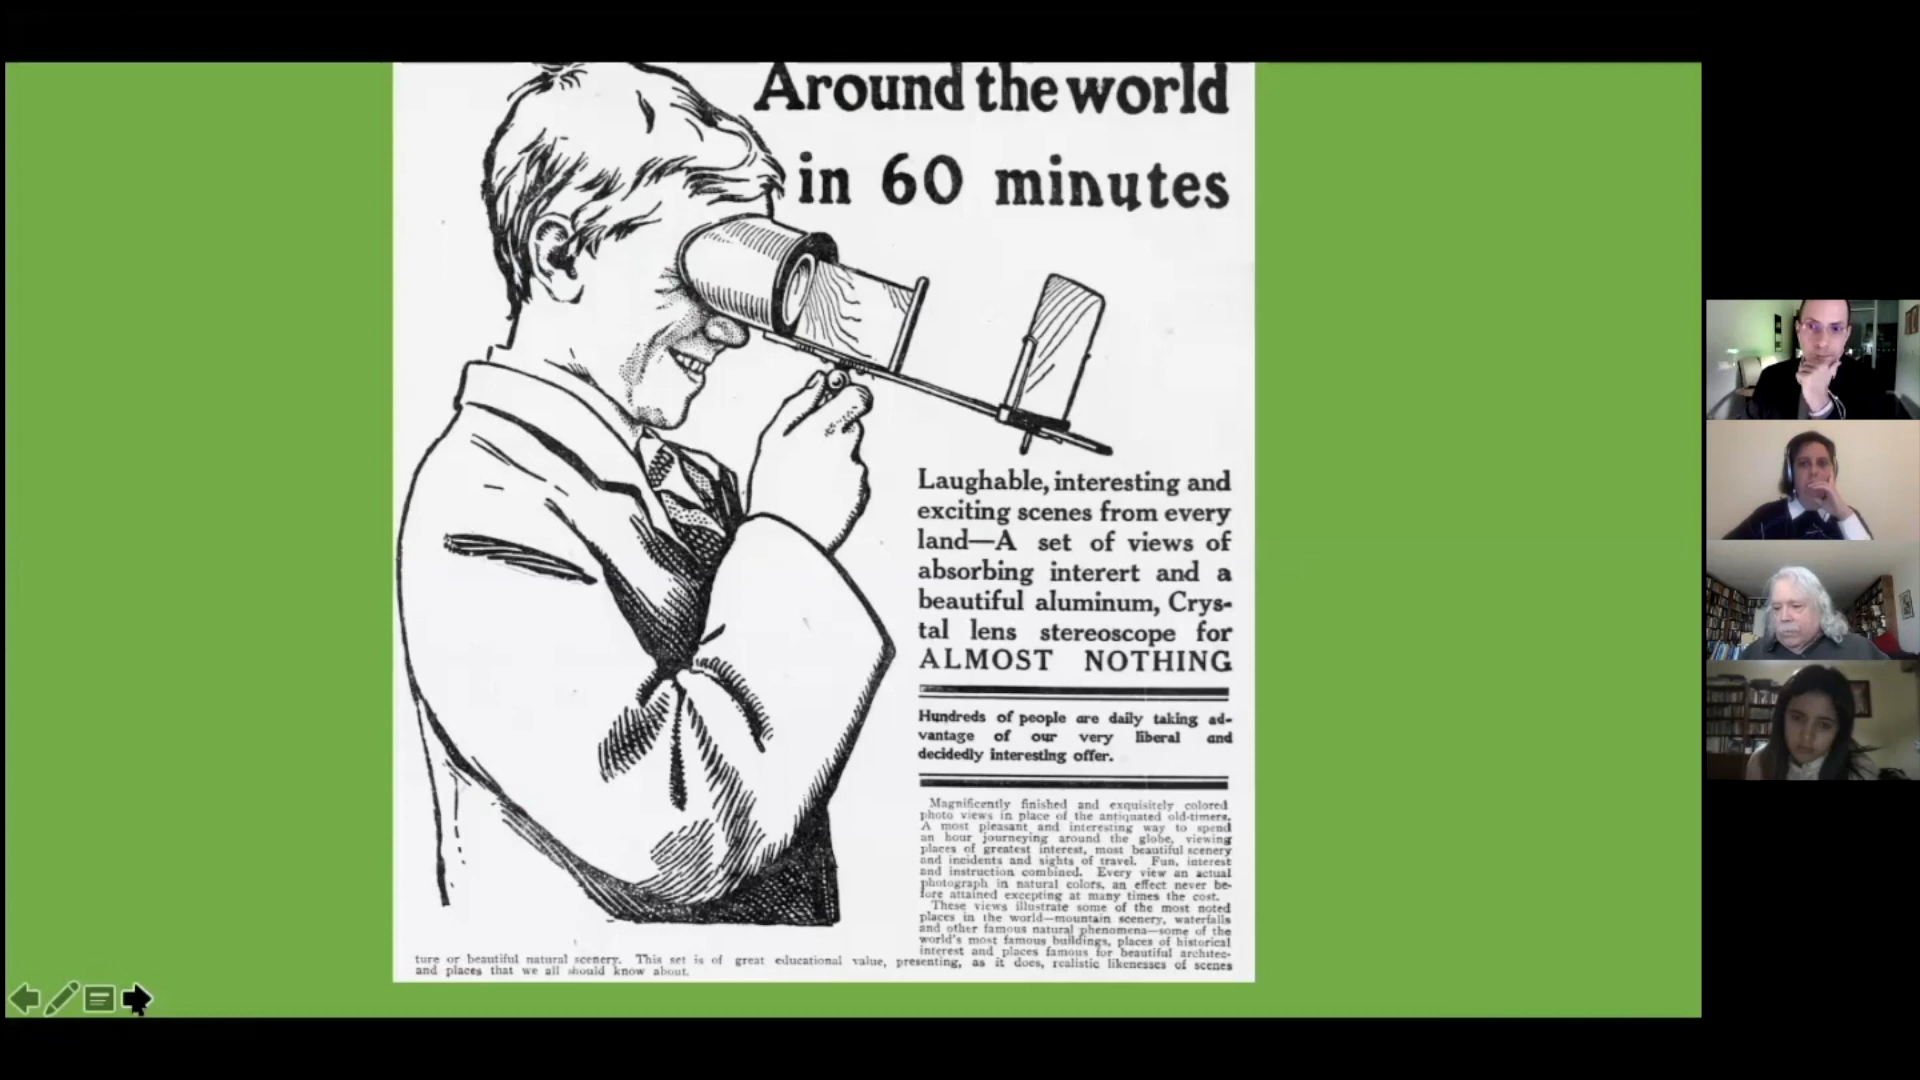 Around the world
in 60 minutes
Laughable, interesting and
exciting scenes from every
land—A set of views of
absorbing interert and a
beautiful aluminum, Crys-
tal lens stereoscope for
ALMOST NOTHING
Hundreds of people are daily taking ad-
vantage of our very liberal and
decidedly interesting offer.
Magnificently finished and exquisitely colored
photo views in place of the antiquated old-timers.
A most pleasant and interesting way to spend
an hour journeying around the globe, viewing
places of greatest interest, most beautiful scenery
and incidents and sights of travel. Fun, interest
and instruction combined. Every view an actual
photograph in natural colors, an effect never be-
fore attained excepting at many times the cost.
These views illustrate some of the most noted
places in the world—mountain scenery, waterfalls
and other famous natural phenomena—some of the
world's most famous buildings, places of historical
interest and places famous for beautiful architec-
ture or beautiful natural scenery. This set is of great educational value, presenting, as it does, realistic likenesses of scenes
and places that we all should know about.